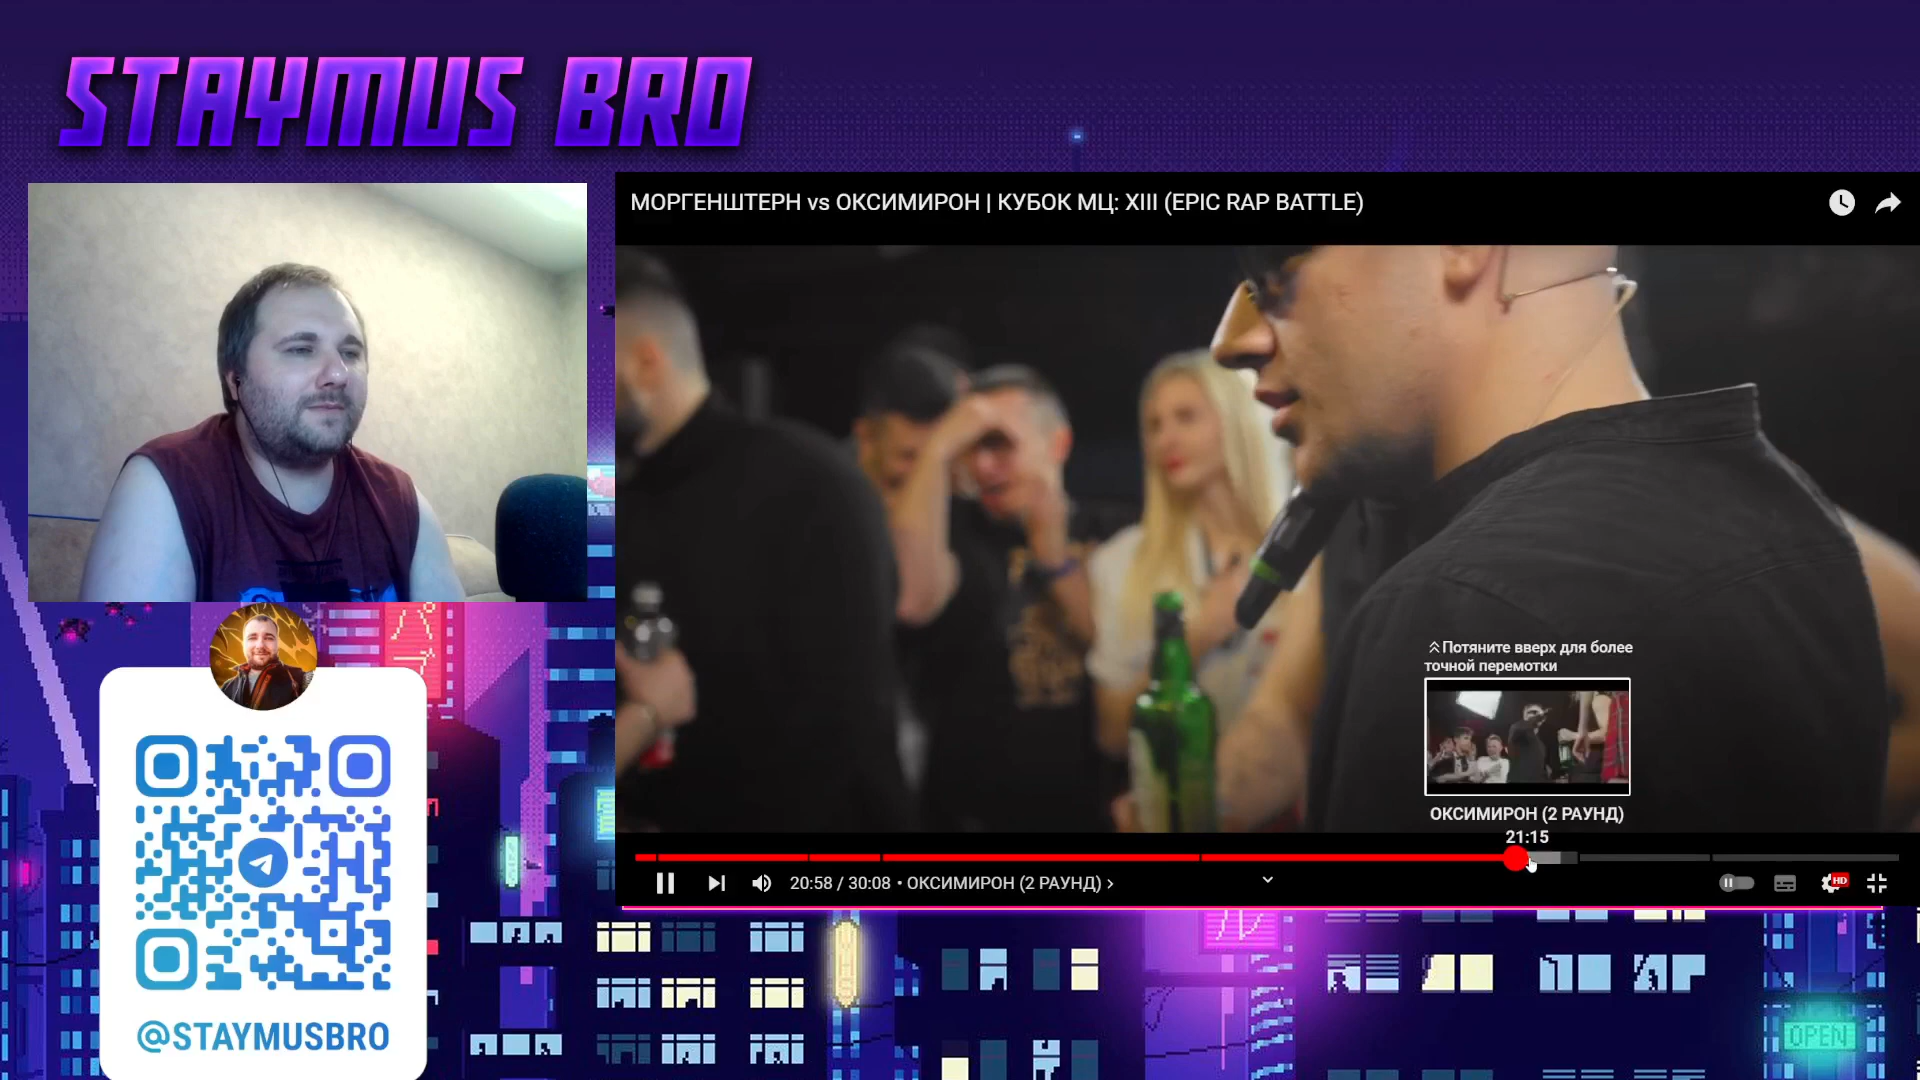 STAYMUS BRO
МОРГЕНШТЕРН vs ОКСИМИРОН | КУБОК МЦ: XIII (EPIC RAP BATTLE)
Потяните вверх для более
точной перемотки
ОКСИМИРОН (2 РАУНД)
21:15
20:58 / 30:08 • ОКСИМИРОН (2 РАУНД) ›
HD
@STAYMUSBRO
OPEN